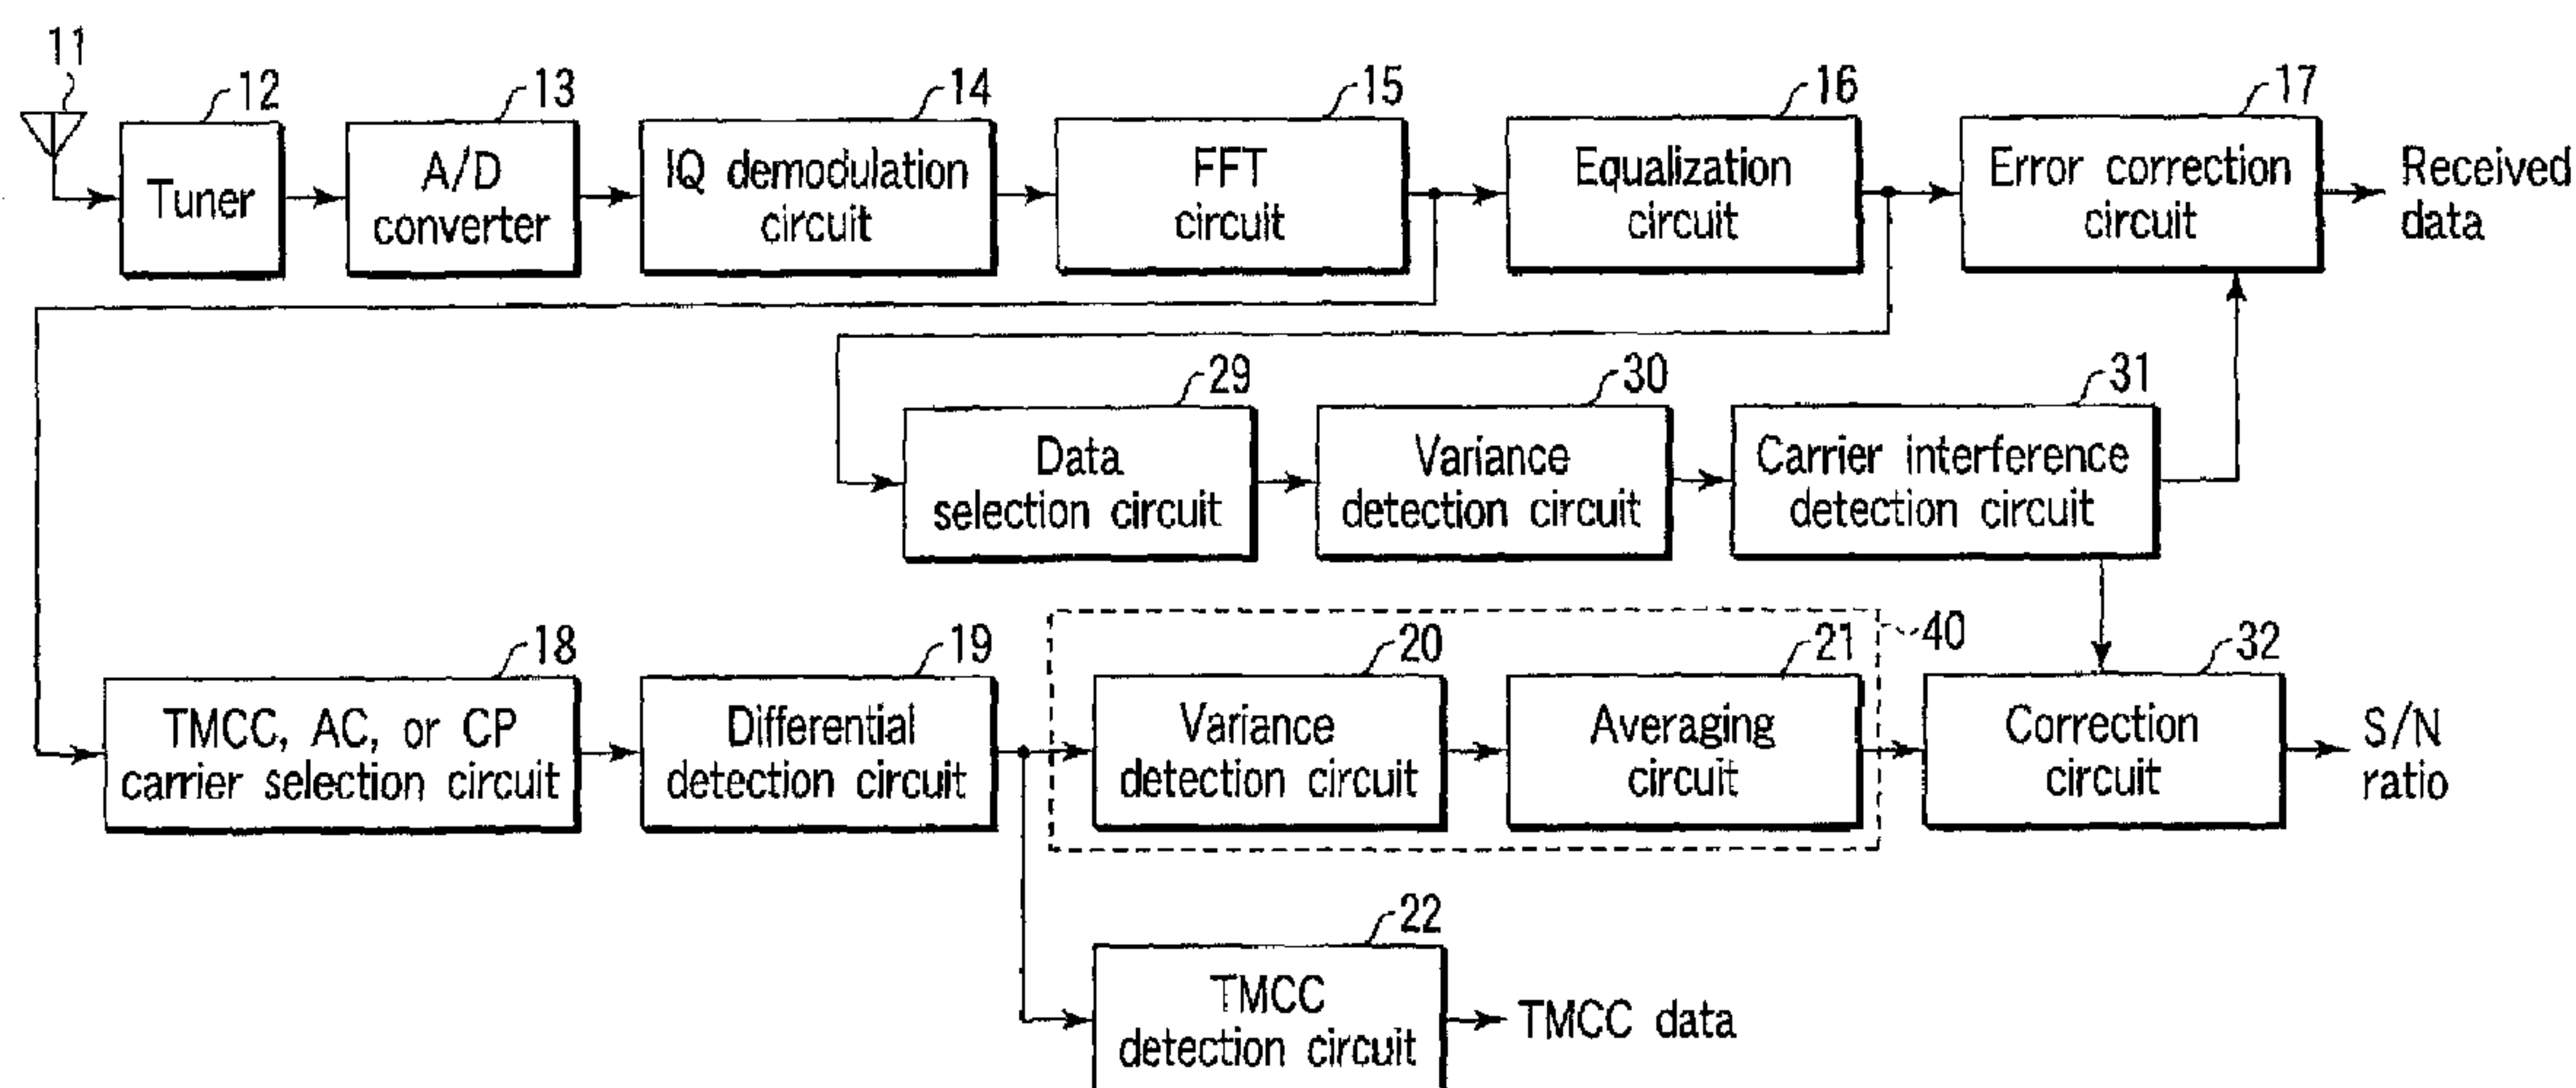 11
12
13
14
15
16
17
Tuner
A/D
converter
IQ demodulation
circuit
FFT
circuit
Equalization
circuit
Error correction
circuit
Received
data
29
30
31
Data
selection circuit
Variance
detection circuit
Carrier interference
detection circuit
18
19
20
21
40
32
TMCC, AC, or CP
carrier selection circuit
Differential
detection circuit
Variance
detection circuit
Averaging
circuit
Correction
circuit
S/N
ratio
22
TMCC
detection circuit
TMCC data